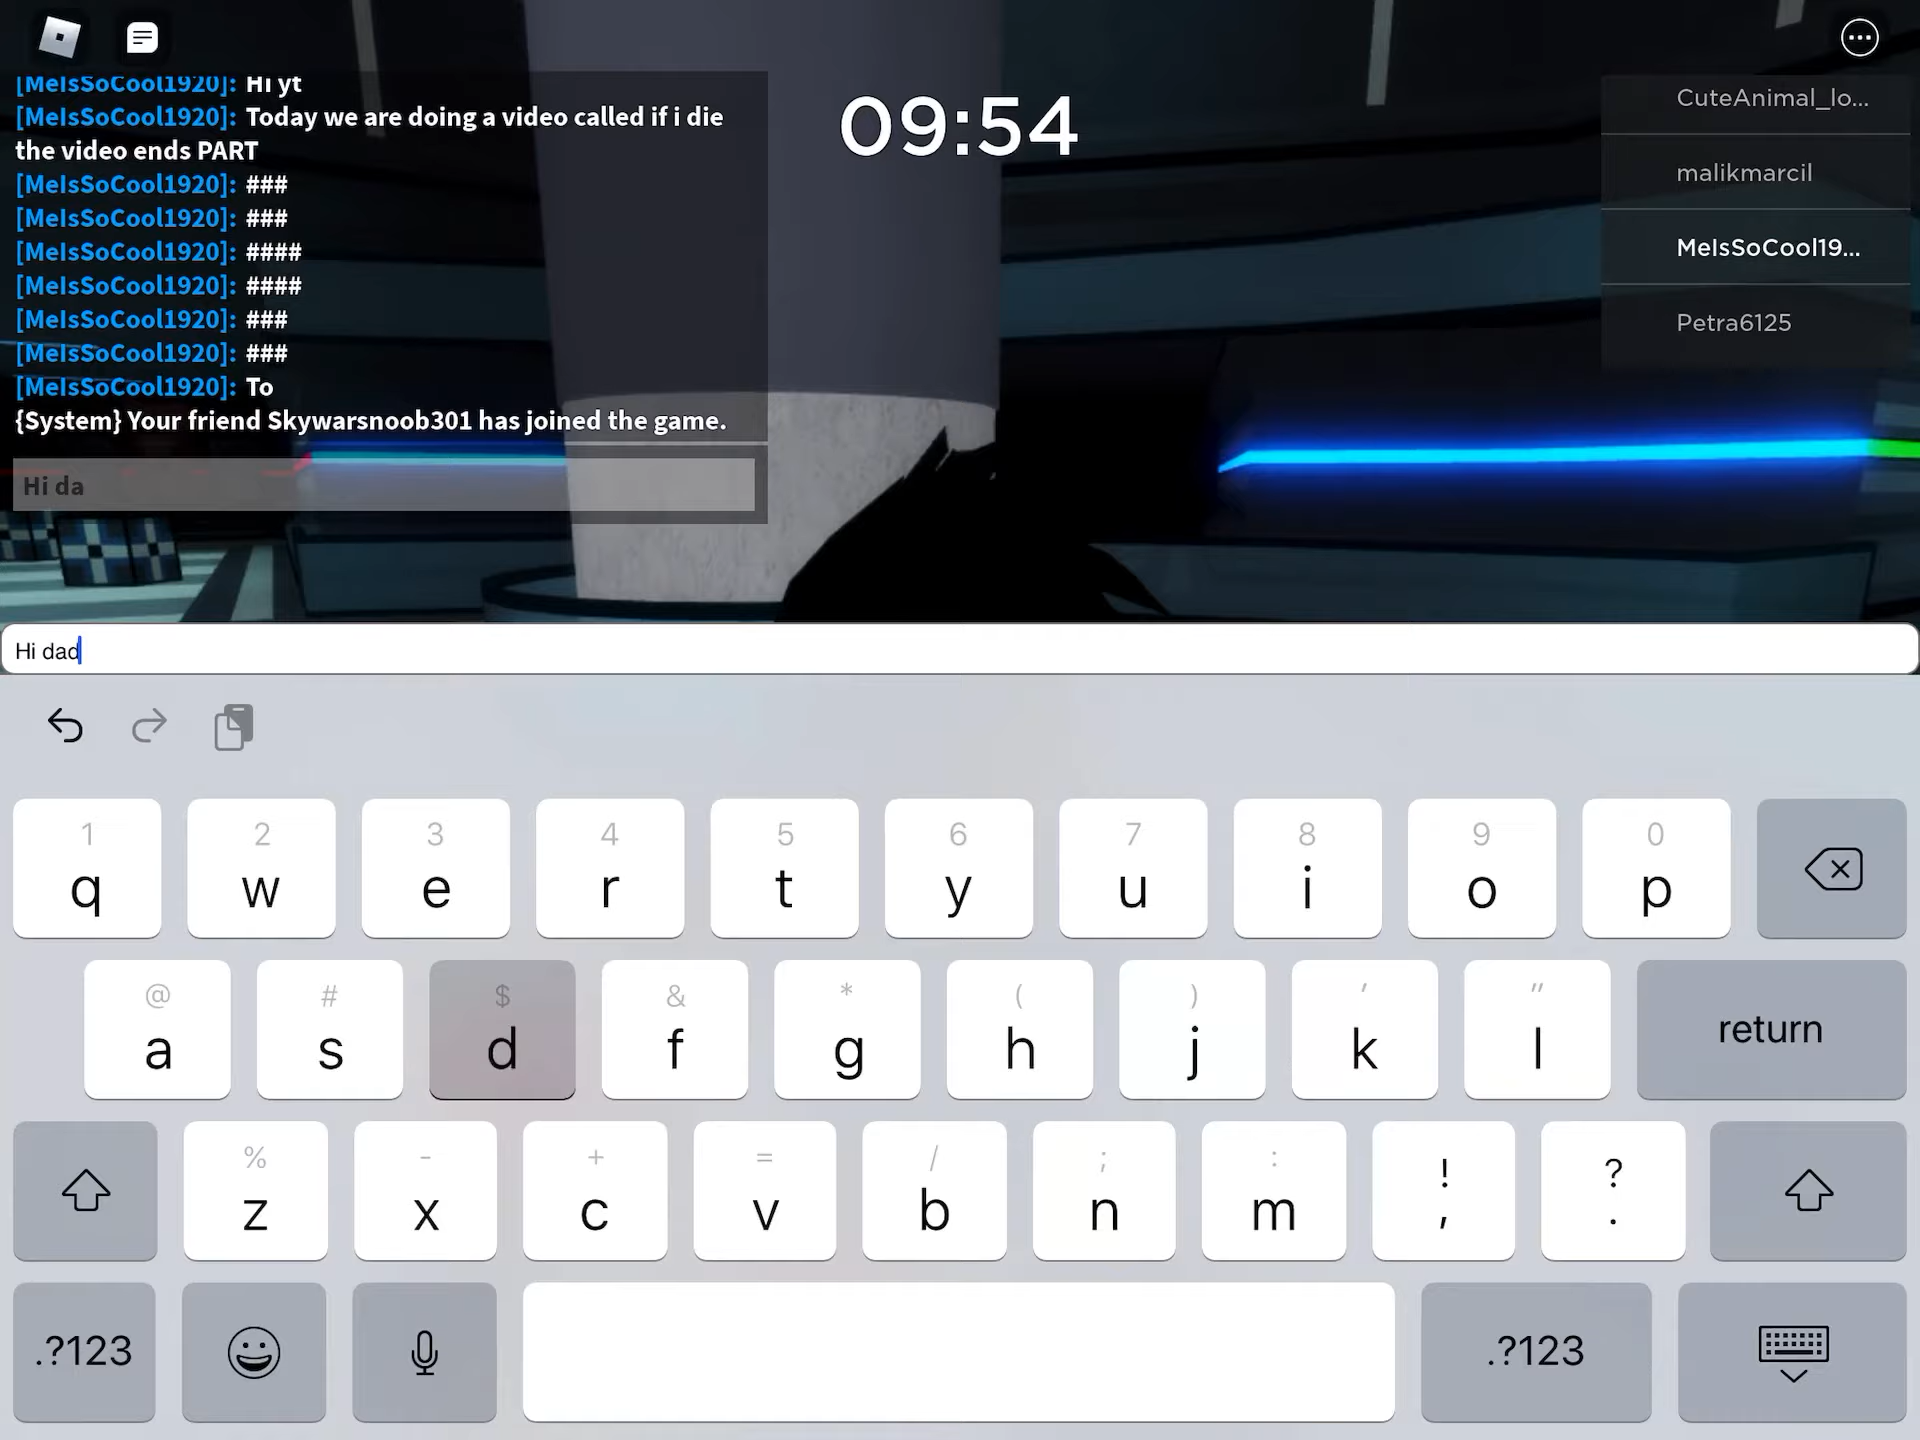 [MeIsSoCool1920]: Hi yt
[MeIsSoCool1920]: Today we are doing a video called if i die
the video ends PART
[MeIsSoCool1920]: ###
[MeIsSoCool1920]: ###
[MeIsSoCool1920]: ####
[MeIsSoCool1920]: ####
[MeIsSoCool1920]: ###
[MeIsSoCool1920]: ###
[MeIsSoCool1920]: To
{System} Your friend Skywarsnoob301 has joined the game.
Hi da
09:54
CuteAnimal_lo...
malikmarcil
MeIsSoCool19...
Petra6125
Hi dad
1 2 3 4 5 6 7 8 9 0
q w e r t y u i o p
@ # $ & * ( ) ' "
a s d f g h j k l return
% - + = / ; : ! ?
z x c v b n m , .
.?123 .?123